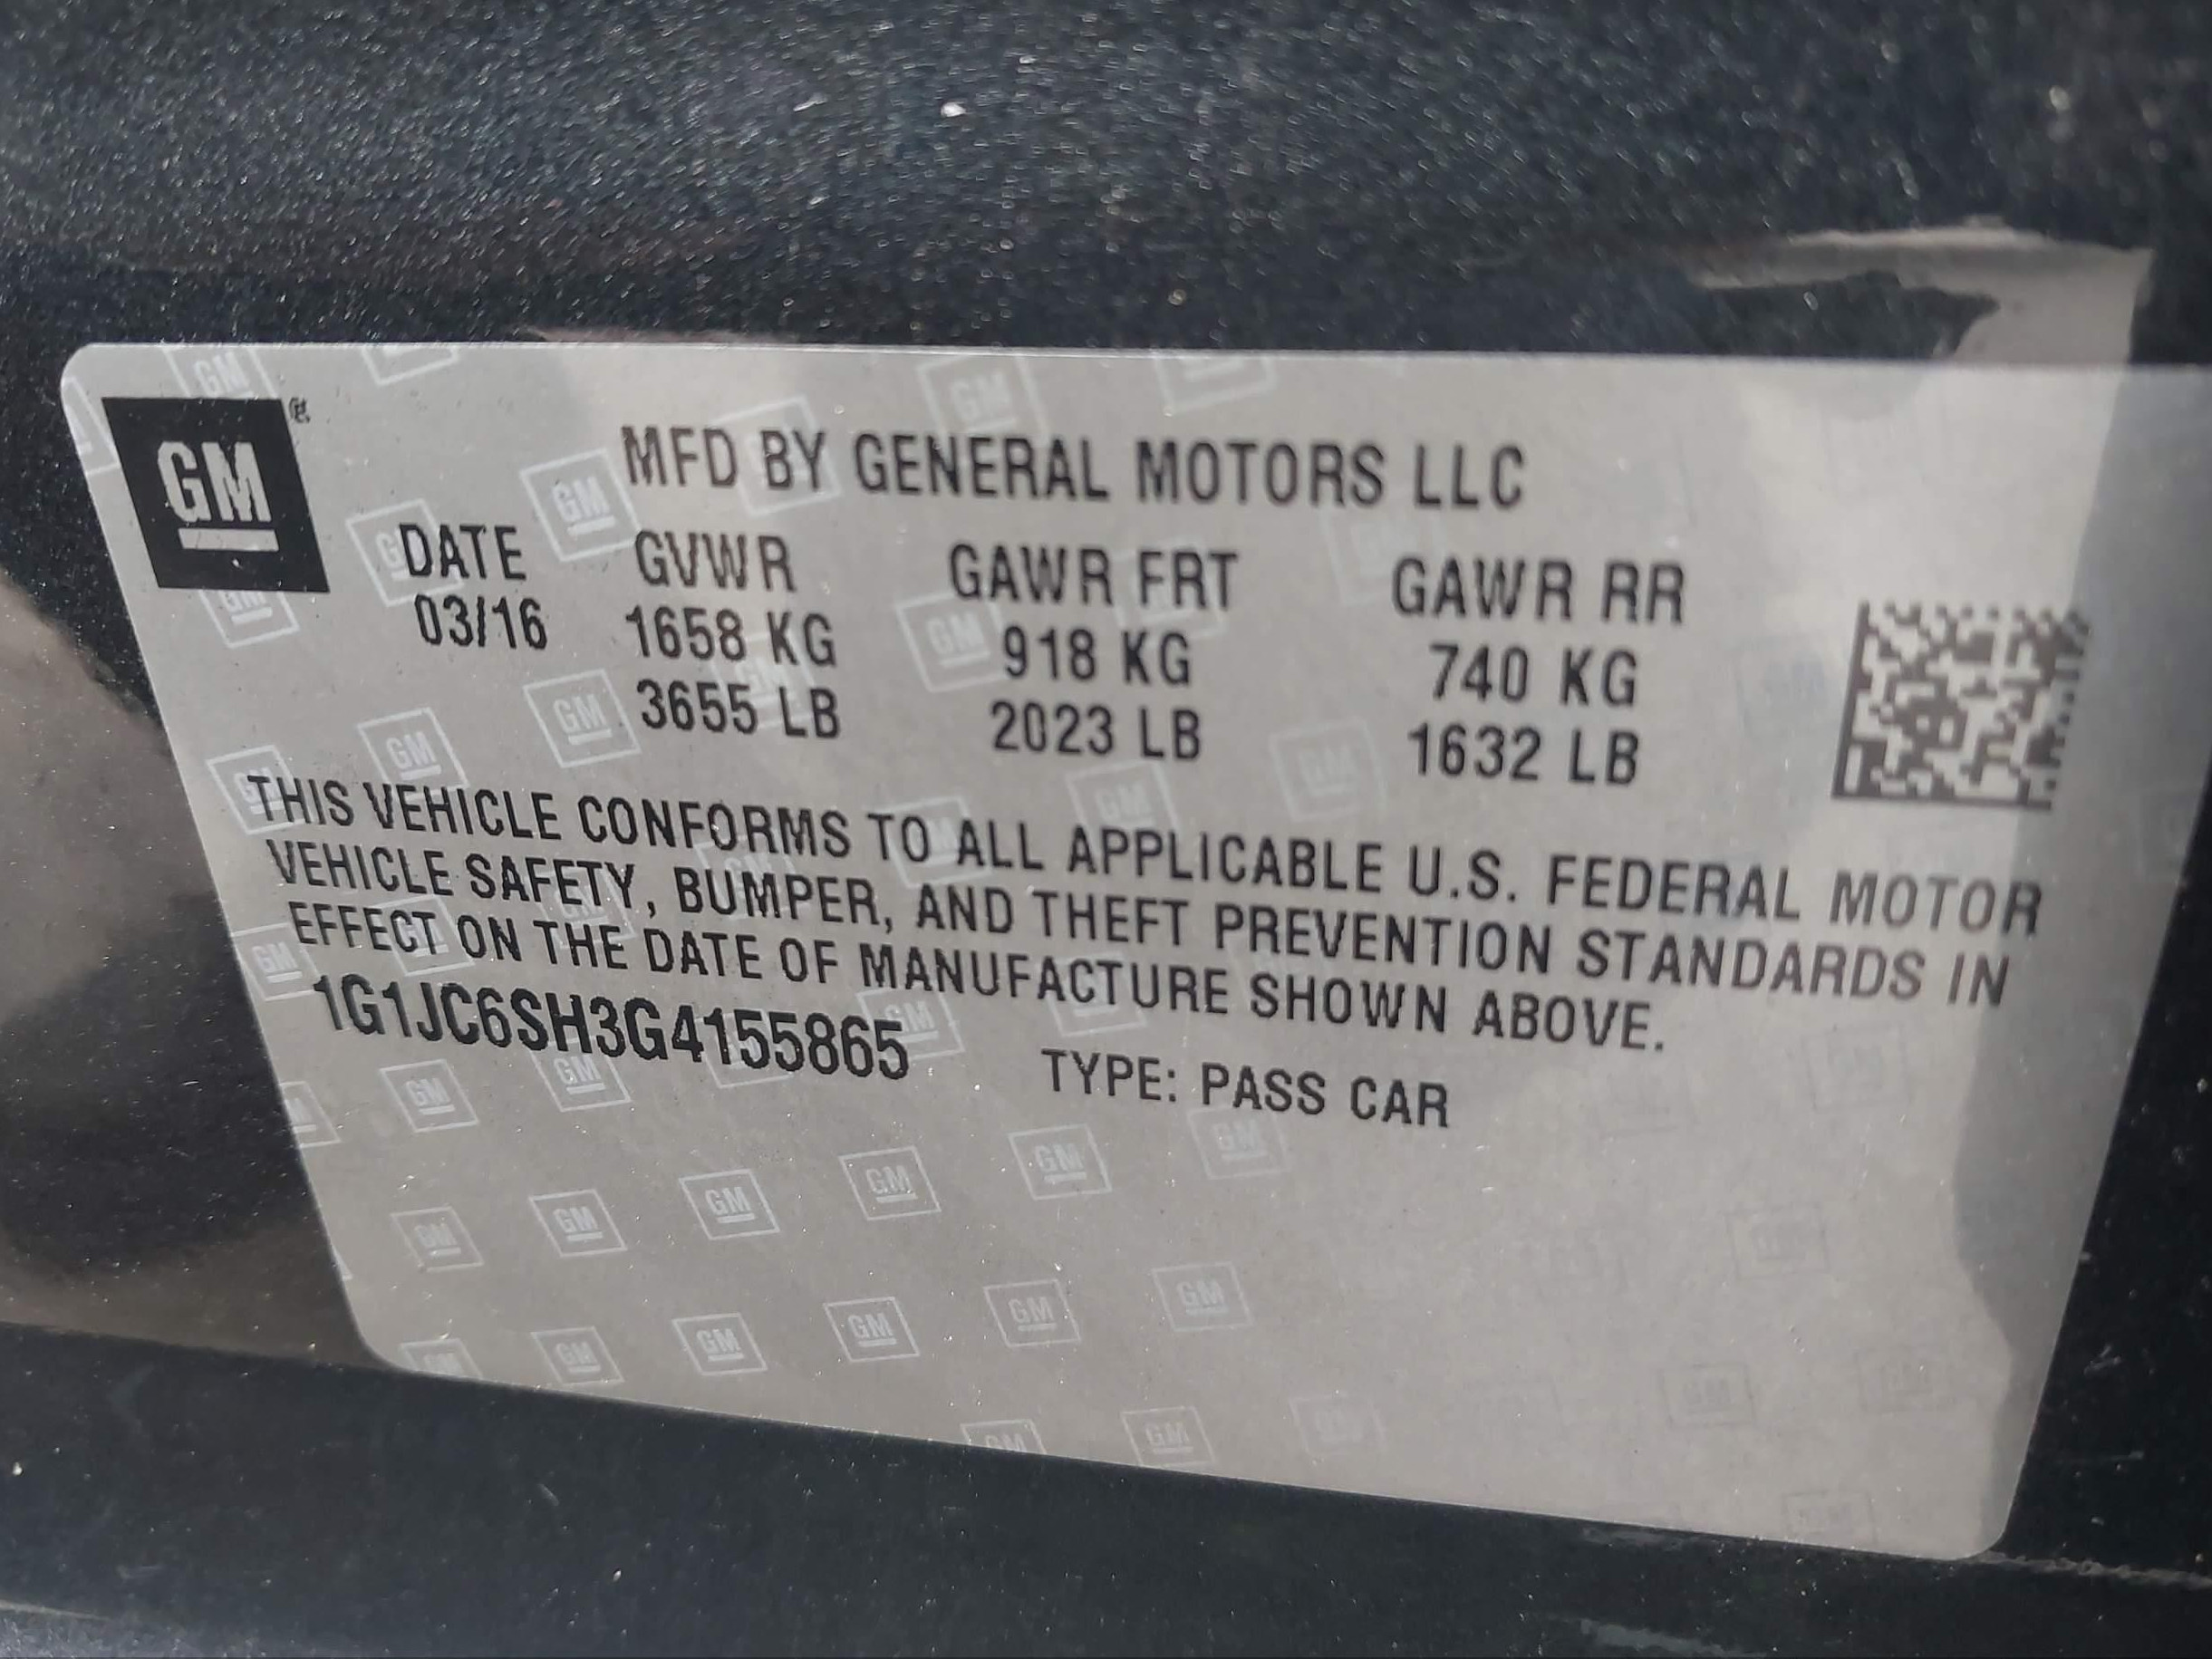 GM
MFD BY GENERAL MOTORS LLC
DATE GVWR GAWR FRT GAWR RR
03/16 1658 KG 918 KG 740 KG
3655 LB 2023 LB 1632 LB
THIS VEHICLE CONFORMS TO ALL APPLICABLE U.S. FEDERAL MOTOR
VEHICLE SAFETY, BUMPER, AND THEFT PREVENTION STANDARDS IN
EFFECT ON THE DATE OF MANUFACTURE SHOWN ABOVE.
1G1JC6SH3G4155865 TYPE: PASS CAR